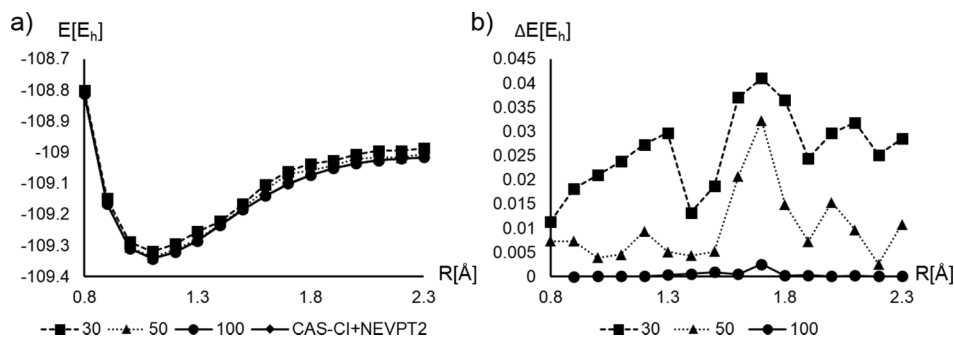 a)
E[Eh]
-108.7
-108.8
-108.9
-109
-109.1
-109.2
-109.3
-109.4
0.8 1.3 1.8 2.3
R[Å]
30 50 100 CAS-CI+NEVPT2
b)
ΔE[Eh]
0.045
0.04
0.035
0.03
0.025
0.02
0.015
0.01
0.005
0
0.8 1.3 1.8 2.3
R[Å]
30 50 100